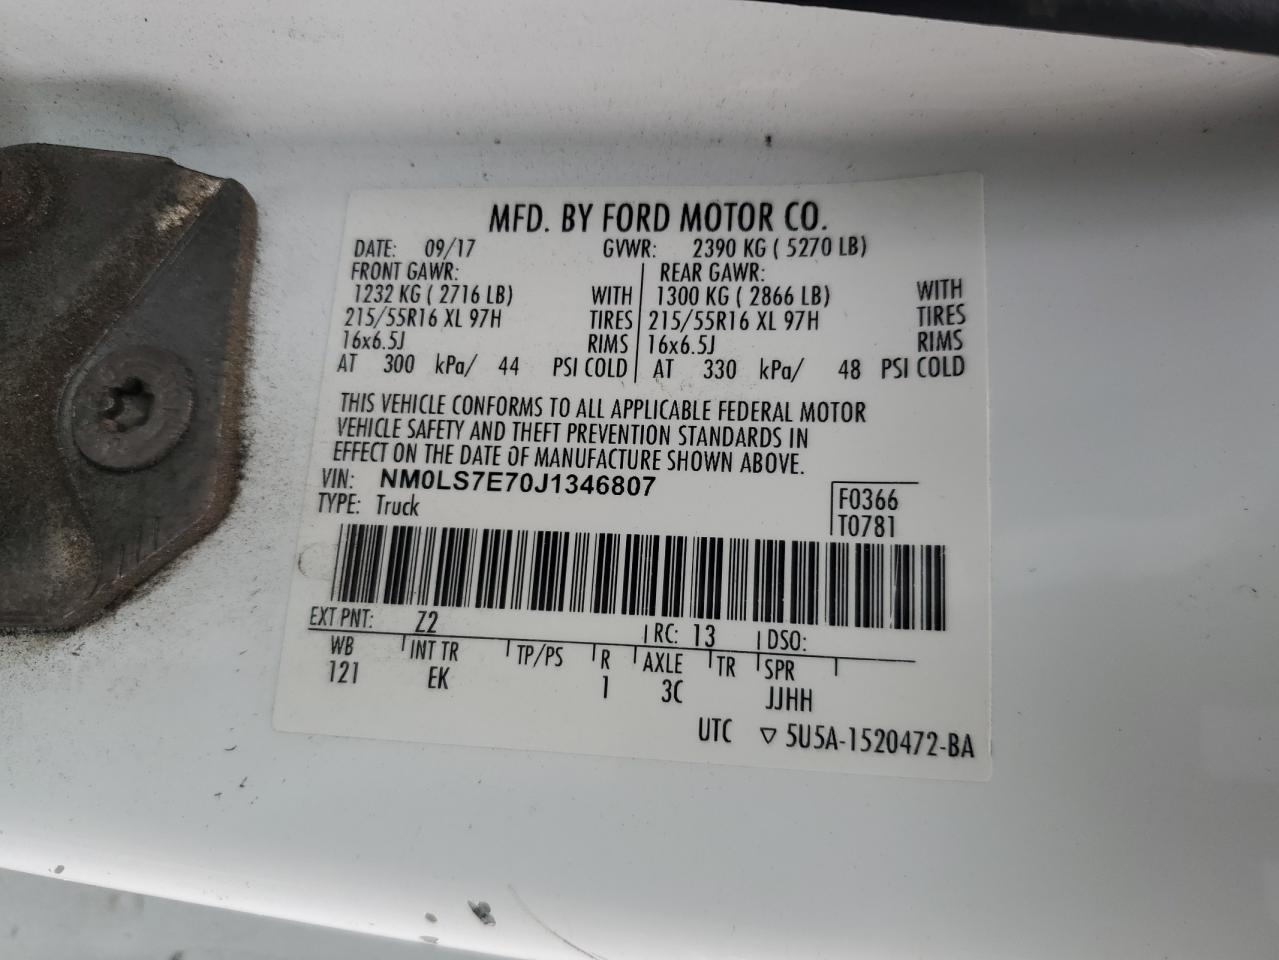 MFD. BY FORD MOTOR CO.
DATE: 09/17 GVWR: 2390 KG ( 5270 LB)
FRONT GAWR: REAR GAWR:
1232 KG ( 2716 LB) WITH 1300 KG ( 2866 LB) WITH
215/55R16 XL 97H TIRES 215/55R16 XL 97H TIRES
16x6.5J RIMS 16x6.5J RIMS
AT 300 kPa/ 44 PSI COLD AT 330 kPa/ 48 PSI COLD
THIS VEHICLE CONFORMS TO ALL APPLICABLE FEDERAL MOTOR
VEHICLE SAFETY AND THEFT PREVENTION STANDARDS IN
EFFECT ON THE DATE OF MANUFACTURE SHOWN ABOVE.
VIN: NM0LS7E70J1346807
TYPE: Truck
F0366
T0781
EXT PNT: Z2 RC: 13 DSO:
WB INT TR TP/PS R AXLE TR SPR
121 EK 1 3C JJHH
UTC ▽ 5U5A-1520472-BA